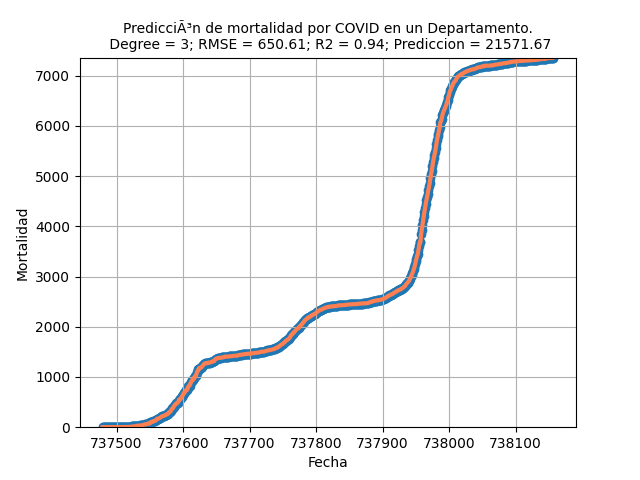 PredicciÃ³n de mortalidad por COVID en un Departamento.
Degree = 3; RMSE = 650.61; R2 = 0.94; Prediccion = 21571.67
7000
6000
5000
4000
3000
2000
1000
0
Mortalidad
737500 737600 737700 737800 737900 738000 738100
Fecha